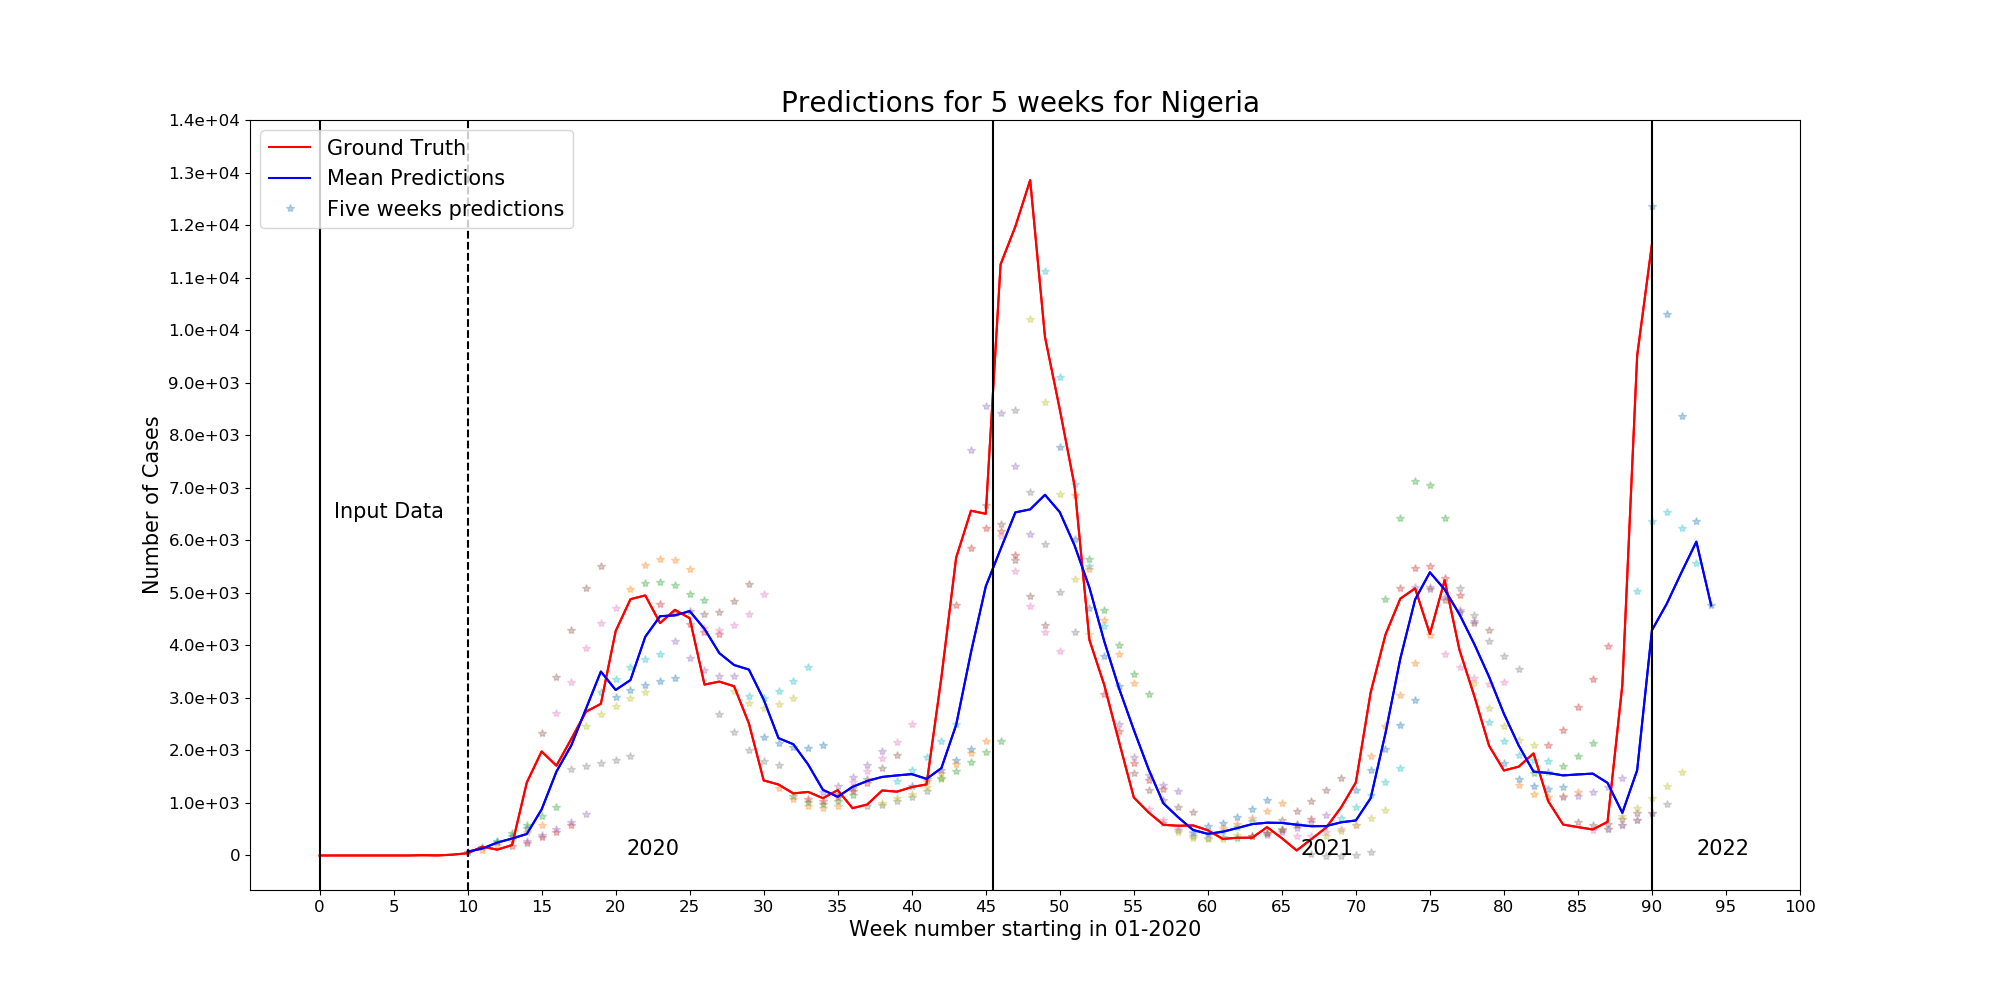 Predictions for 5 weeks for Nigeria
1.4e+04
1.3e+04
1.2e+04
1.1e+04
1.0e+04
9.0e+03
8.0e+03
7.0e+03
6.0e+03
5.0e+03
4.0e+03
3.0e+03
2.0e+03
1.0e+03
0
Number of Cases
Ground Truth
Mean Predictions
Five weeks predictions
Input Data
2020
2021
2022
0 5 10 15 20 25 30 35 40 45 50 55 60 65 70 75 80 85 90 95 100
Week number starting in 01-2020